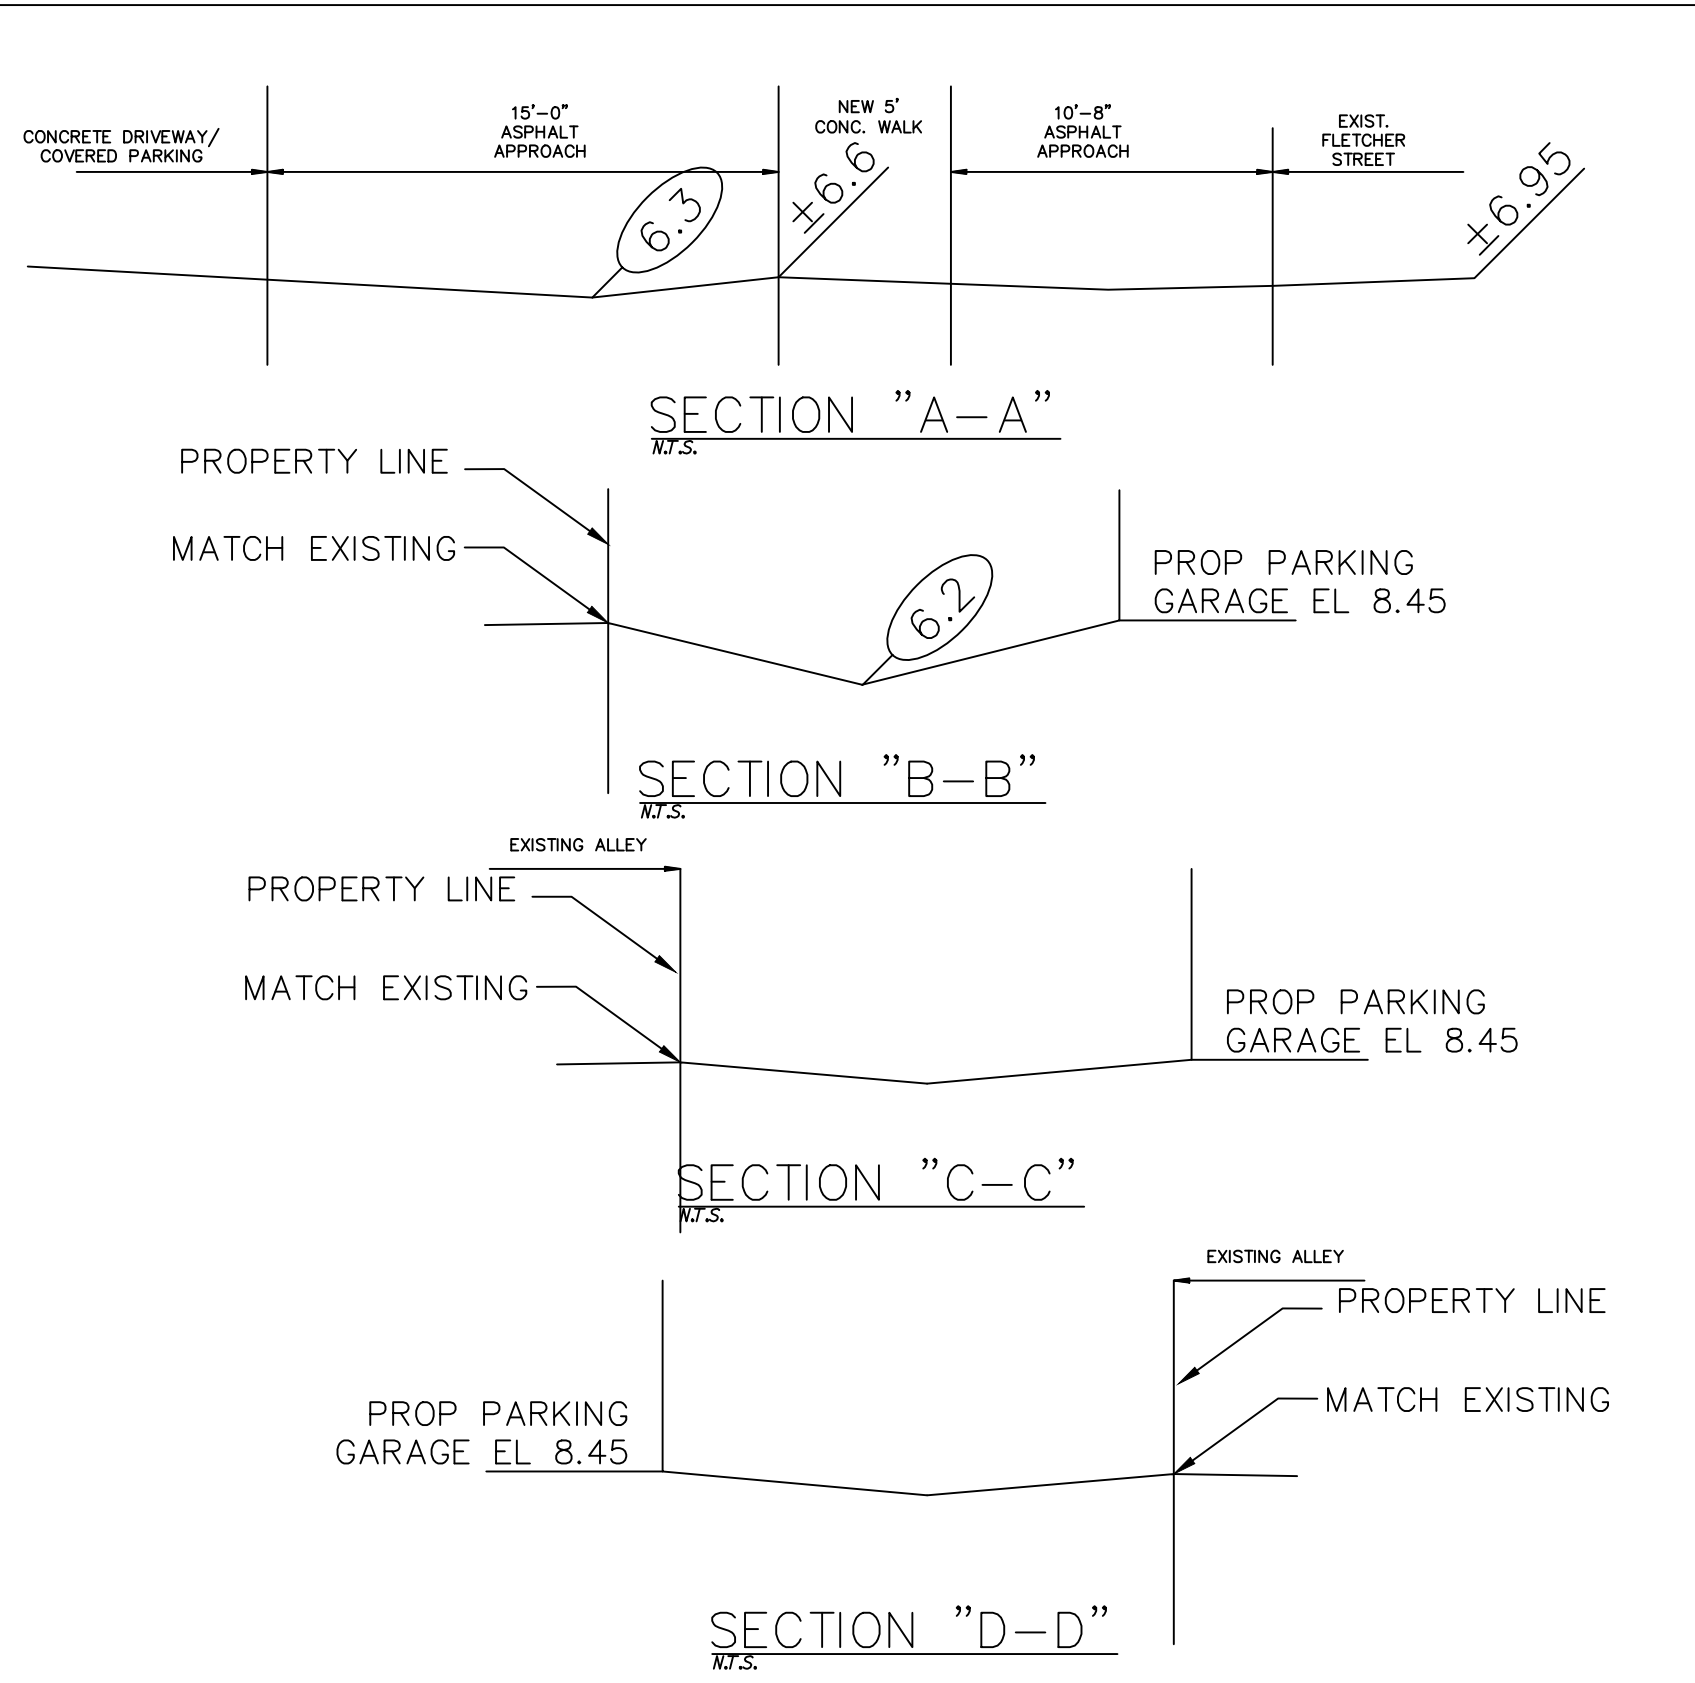 CONCRETE DRIVEWAY/
COVERED PARKING
15'-0"
ASPHALT
APPROACH
NEW 5'
CONC. WALK
10'-8"
ASPHALT
APPROACH
EXIST.
FLETCHER
STREET
6.3
±6.6
±6.95
SECTION "A-A"
N.T.S.
PROPERTY LINE
MATCH EXISTING
6.2
PROP PARKING
GARAGE EL 8.45
SECTION "B-B"
N.T.S.
EXISTING ALLEY
PROPERTY LINE
MATCH EXISTING
PROP PARKING
GARAGE EL 8.45
SECTION "C-C"
N.T.S.
EXISTING ALLEY
PROPERTY LINE
MATCH EXISTING
PROP PARKING
GARAGE EL 8.45
SECTION "D-D"
N.T.S.